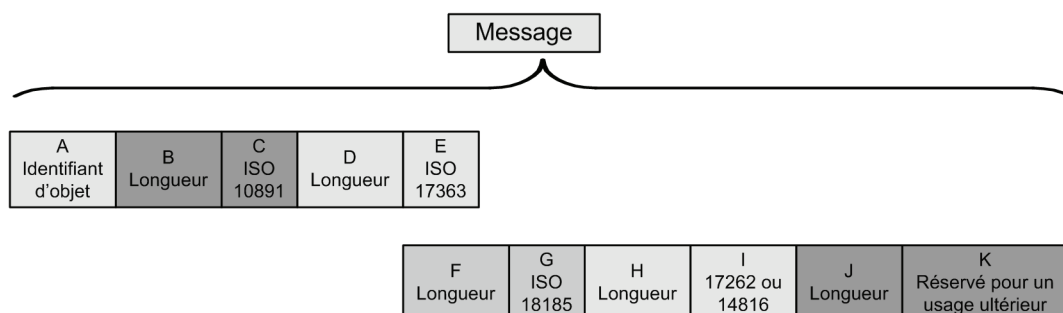 Message
A
Identifiant
d'objet
B
Longueur
C
ISO
10891
D
Longueur
E
ISO
17363
F
Longueur
G
ISO
18185
H
Longueur
I
17262 ou
14816
J
Longueur
K
Réservé pour un
usage ultérieur